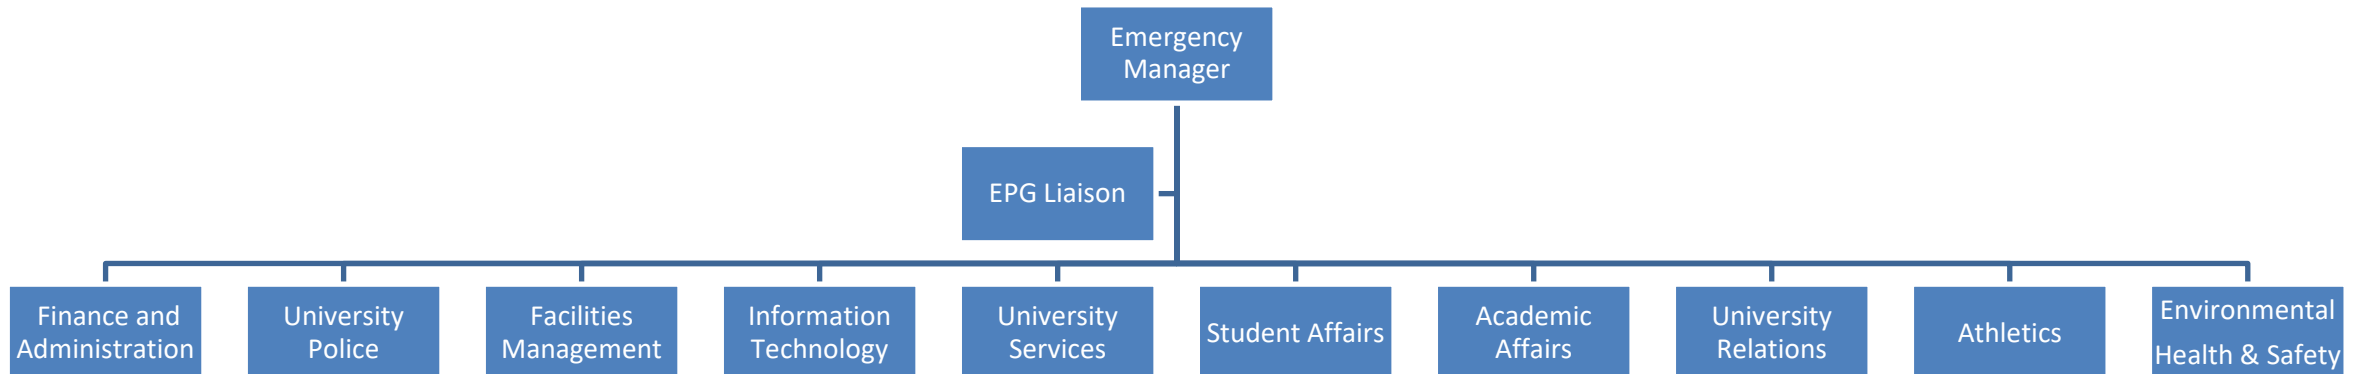 Emergency
Manager
EPG Liaison
Finance and
Administration
University
Police
Facilities
Management
Information
Technology
University
Services
Student Affairs
Academic
Affairs
University
Relations
Athletics
Environmental
Health & Safety